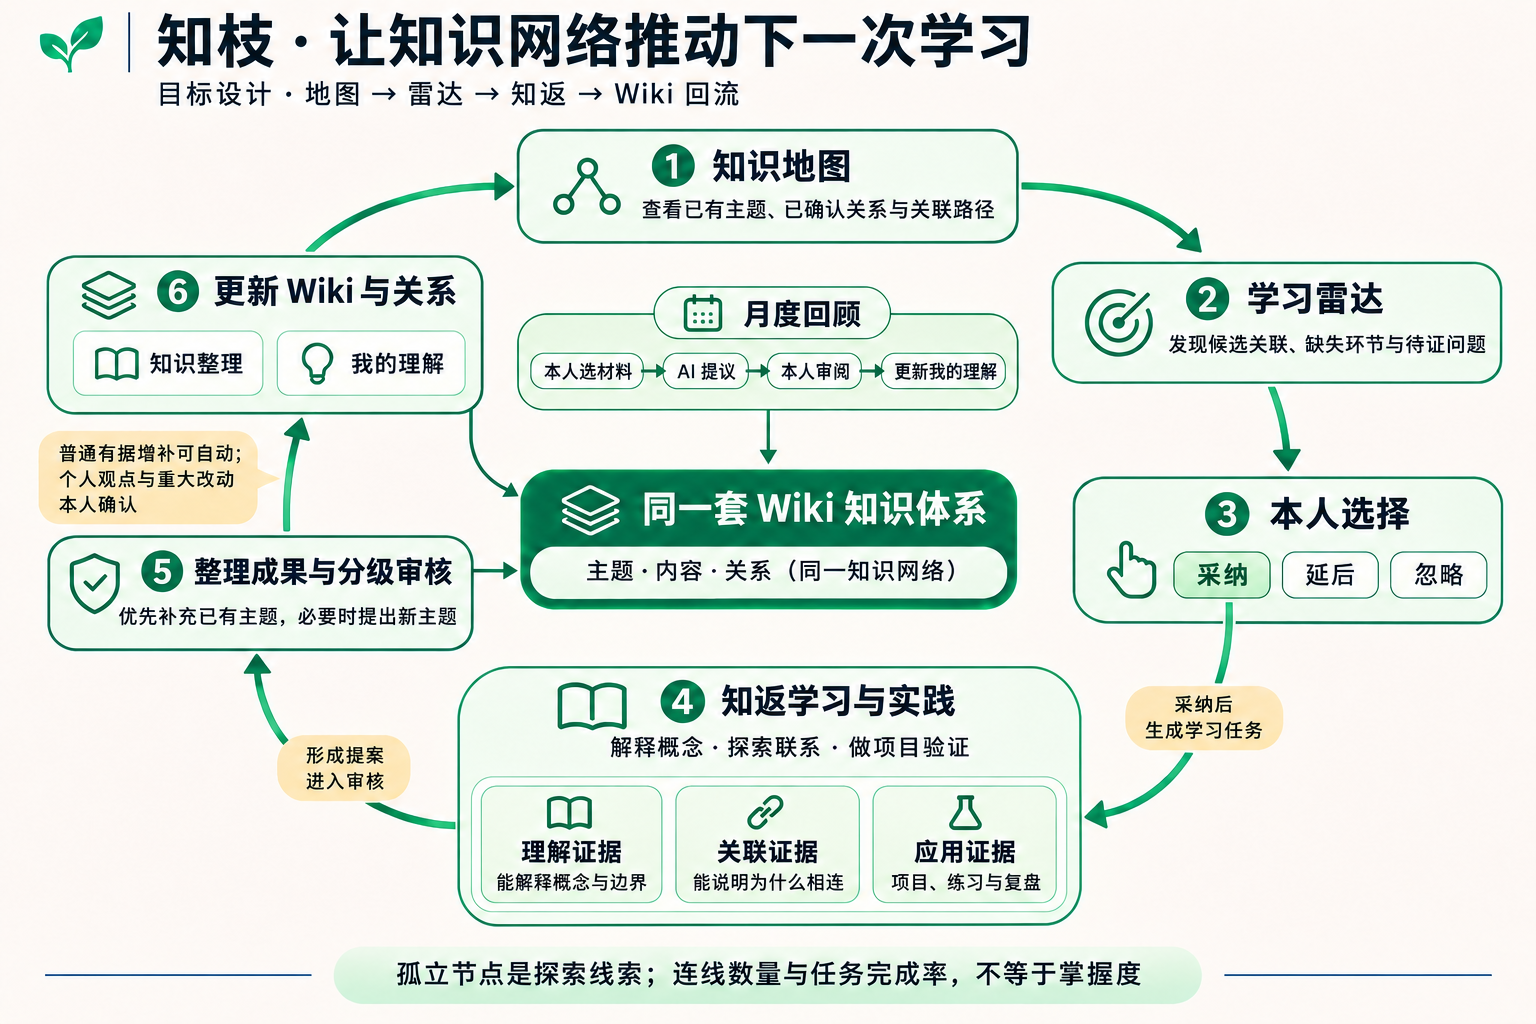 知枝·让知识网络推动下一次学习
目标设计 · 地图 → 雷达 → 知返 → Wiki 回流
1 知识地图
查看已有主题、已确认关系与关联路径
2 学习雷达
发现候选关联、缺失环节与待证问题
3 本人选择
采纳
延后
忽略
采纳后
生成学习任务
4 知返学习与实践
解释概念 · 探索联系 · 做项目验证
理解证据
能解释概念与边界
关联证据
能说明为什么相连
应用证据
项目、练习与复盘
形成提案
进入审核
5 整理成果与分级审核
优先补充已有主题，必要时提出新主题
普通有据增补可自动；
个人观点与重大改动
本人确认
6 更新 Wiki 与关系
知识整理
我的理解
月度回顾
本人选材料 → AI 提议 → 本人审阅 → 更新我的理解
同一套 Wiki 知识体系
主题 · 内容 · 关系（同一知识网络）
孤立节点是探索线索；连线数量与任务完成率，不等于掌握度